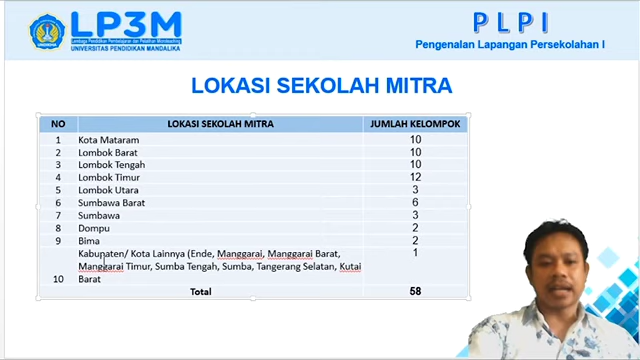 LP3M
Lembaga Pendidikan Pembelajaran dan Pelatihan Microteaching
UNIVERSITAS PENDIDIKAN MANDALIKA
PLPI
Pengenalan Lapangan Persekolahan I
LOKASI SEKOLAH MITRA
NO LOKASI SEKOLAH MITRA JUMLAH KELOMPOK
1 Kota Mataram 10
2 Lombok Barat 10
3 Lombok Tengah 10
4 Lombok Timur 12
5 Lombok Utara 3
6 Sumbawa Barat 6
7 Sumbawa 3
8 Dompu 2
9 Bima 2
Kabupaten/ Kota Lainnya (Ende, Manggarai, Manggarai Barat, 1
Manggarai Timur, Sumba Tengah, Sumba, Tangerang Selatan, Kutai
10 Barat
Total 58